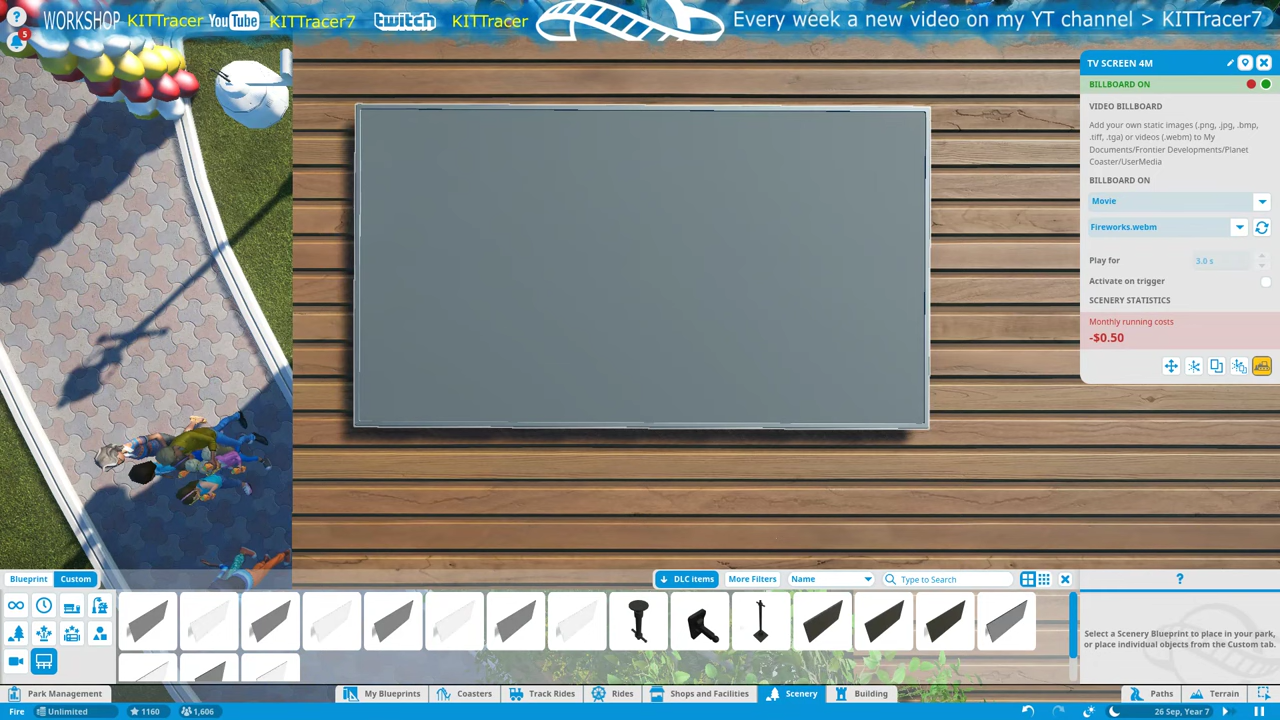 WORKSHOP KITTracer YouTube KITTracer7 twitch KITTracer Every week a new video on my YT channel > KITTracer7
?
5
TV SCREEN 4M
BILLBOARD ON
VIDEO BILLBOARD
Add your own static images (.png, .jpg, .bmp,
.tiff, .tga) or videos (.webm) to My
Documents/Frontier Developments/Planet
Coaster/UserMedia
BILLBOARD ON
Movie
Fireworks.webm
Play for 3.0 s
Activate on trigger
SCENERY STATISTICS
Monthly running costs
-$0.50
Blueprint Custom DLC items More Filters Name Type to Search ?
Select a Scenery Blueprint to place in your park,
or place individual objects from the Custom tab.
Park Management My Blueprints Coasters Track Rides Rides Shops and Facilities Scenery Building Paths Terrain
Fire Unlimited 1160 1,606 26 Sep, Year 7